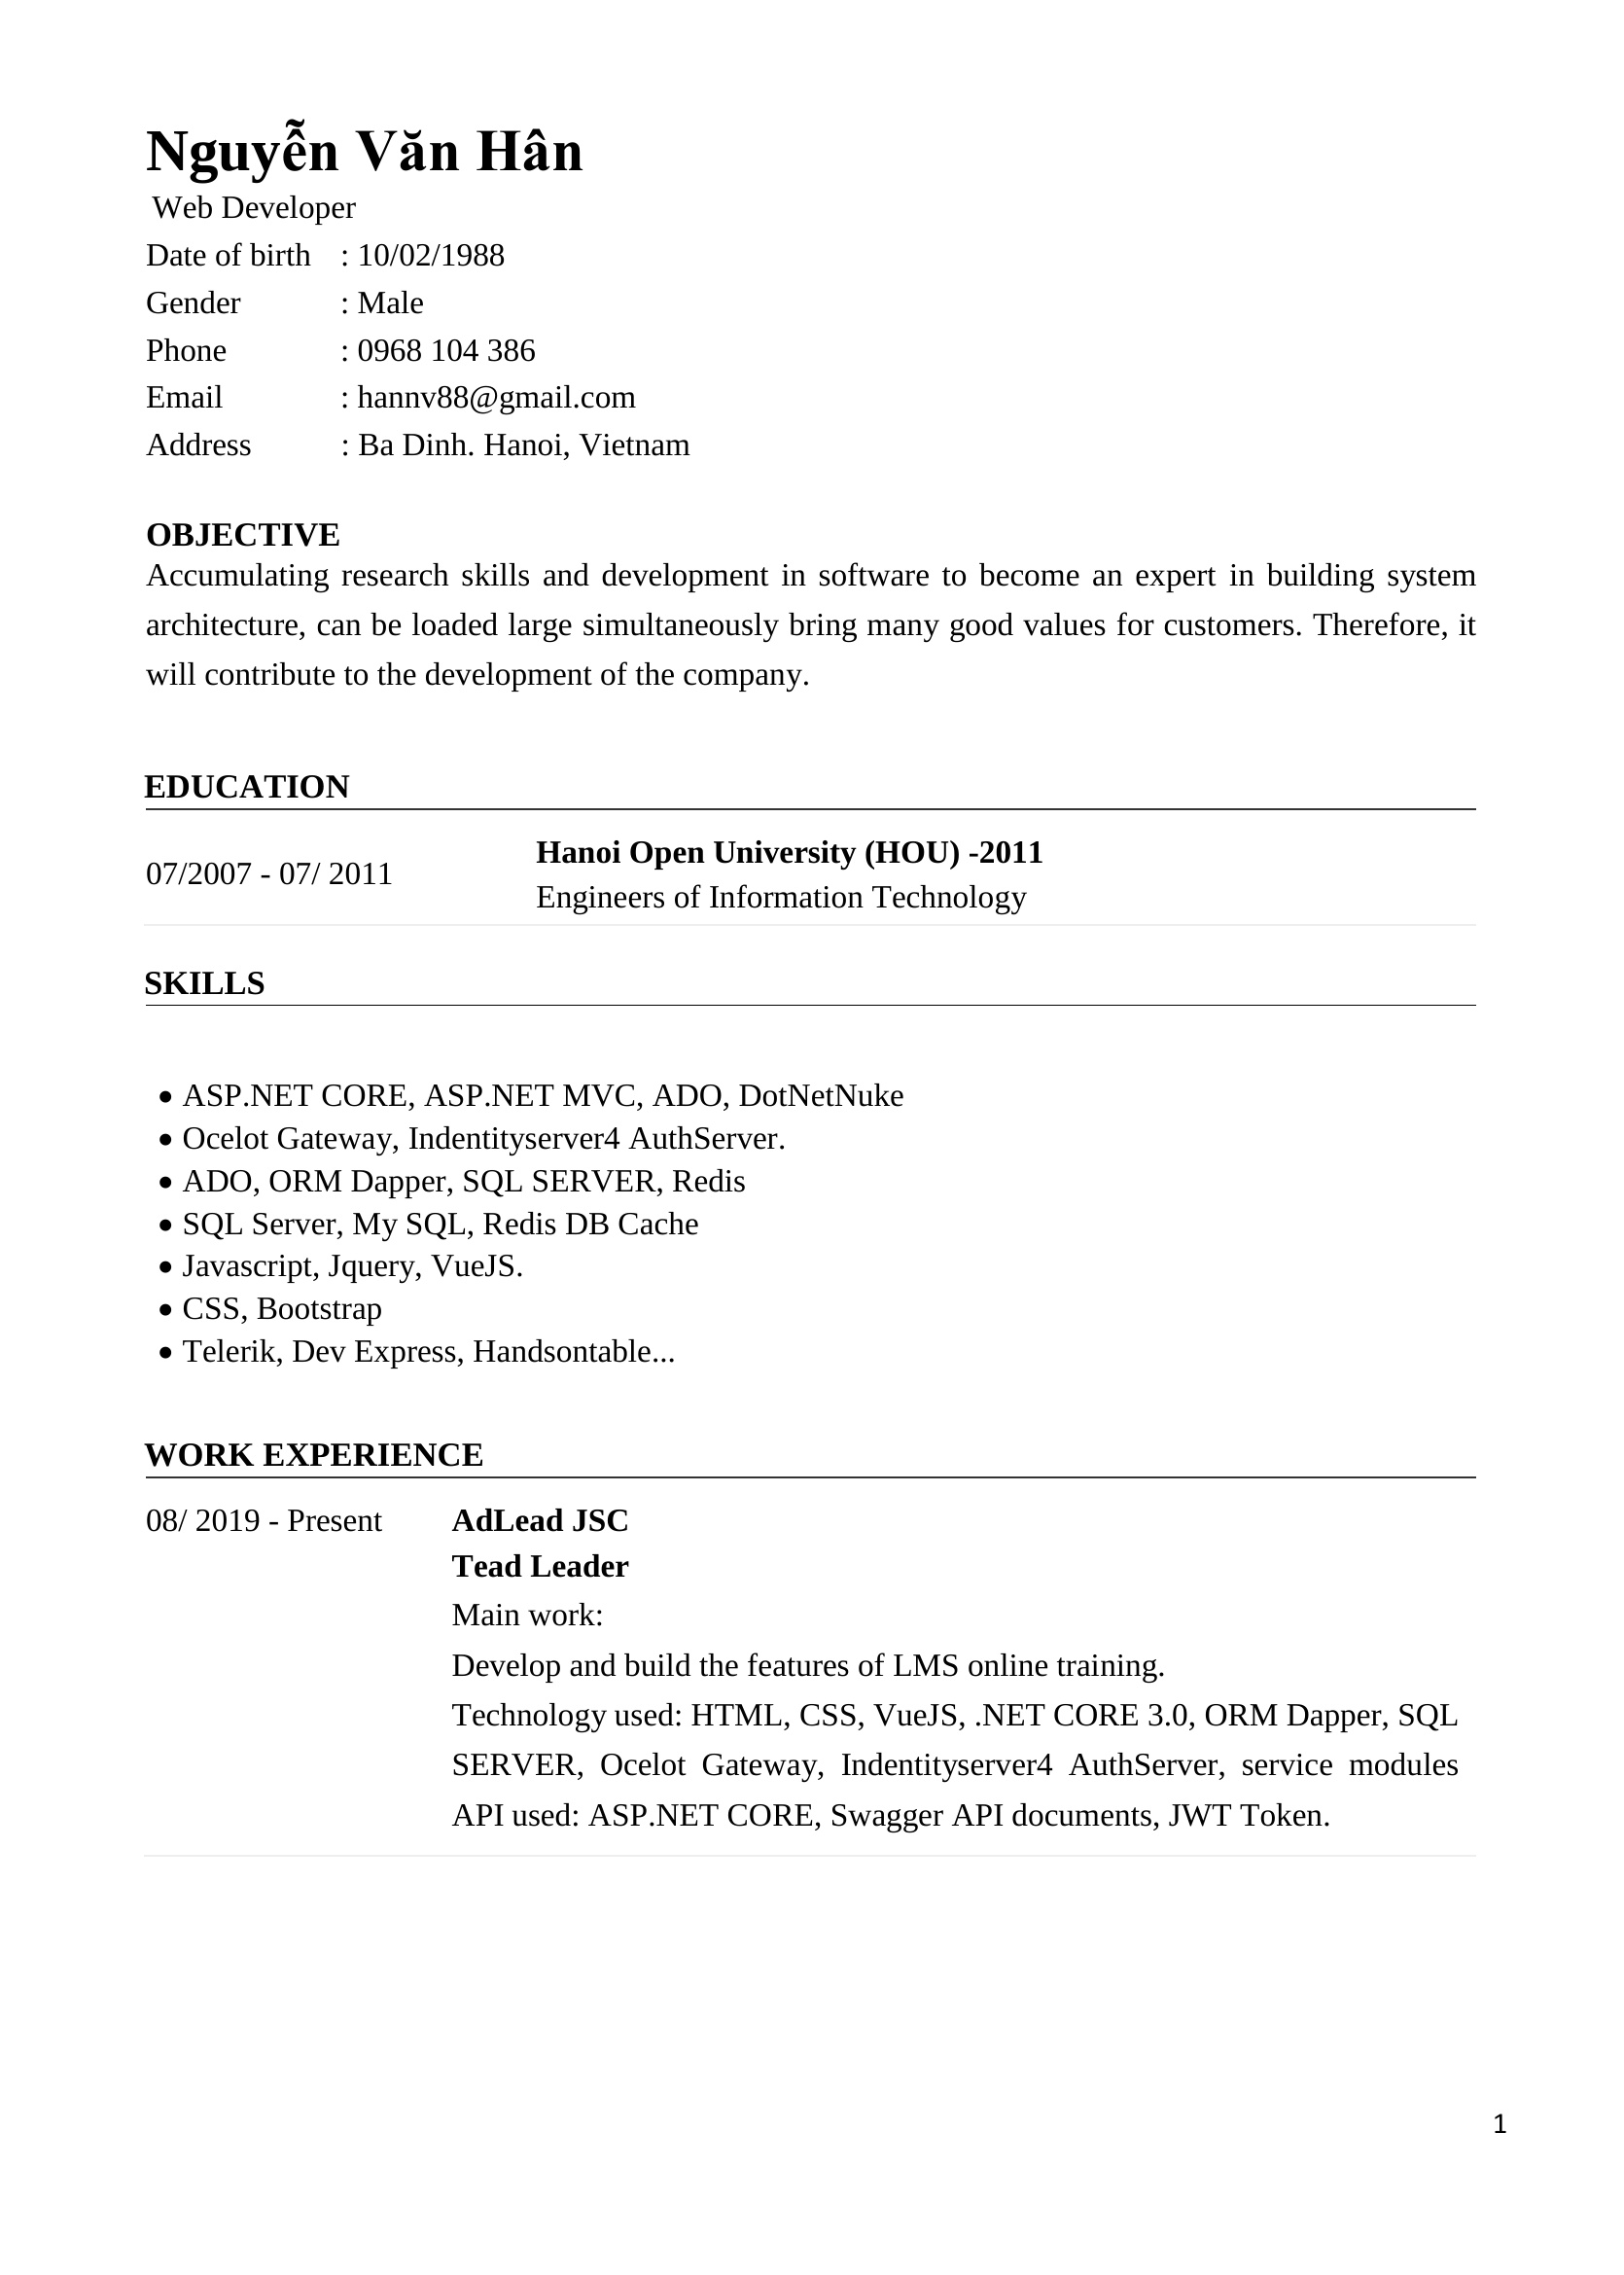 Nguyễn Văn Hân
Web Developer
Date of birth : 10/02/1988
Gender : Male
Phone : 0968 104 386
Email : hannv88@gmail.com
Address : Ba Dinh. Hanoi, Vietnam
OBJECTIVE
Accumulating research skills and development in software to become an expert in building system
architecture, can be loaded large simultaneously bring many good values for customers. Therefore, it
will contribute to the development of the company.
EDUCATION
07/2007 - 07/ 2011
Hanoi Open University (HOU) -2011
Engineers of Information Technology
SKILLS
• ASP.NET CORE, ASP.NET MVC, ADO, DotNetNuke
• Ocelot Gateway, Indentityserver4 AuthServer.
• ADO, ORM Dapper, SQL SERVER, Redis
• SQL Server, My SQL, Redis DB Cache
• Javascript, Jquery, VueJS.
• CSS, Bootstrap
• Telerik, Dev Express, Handsontable...
WORK EXPERIENCE
08/ 2019 - Present AdLead JSC
Tead Leader
Main work:
Develop and build the features of LMS online training.
Technology used: HTML, CSS, VueJS, .NET CORE 3.0, ORM Dapper, SQL
SERVER, Ocelot Gateway, Indentityserver4 AuthServer, service modules
API used: ASP.NET CORE, Swagger API documents, JWT Token.
1